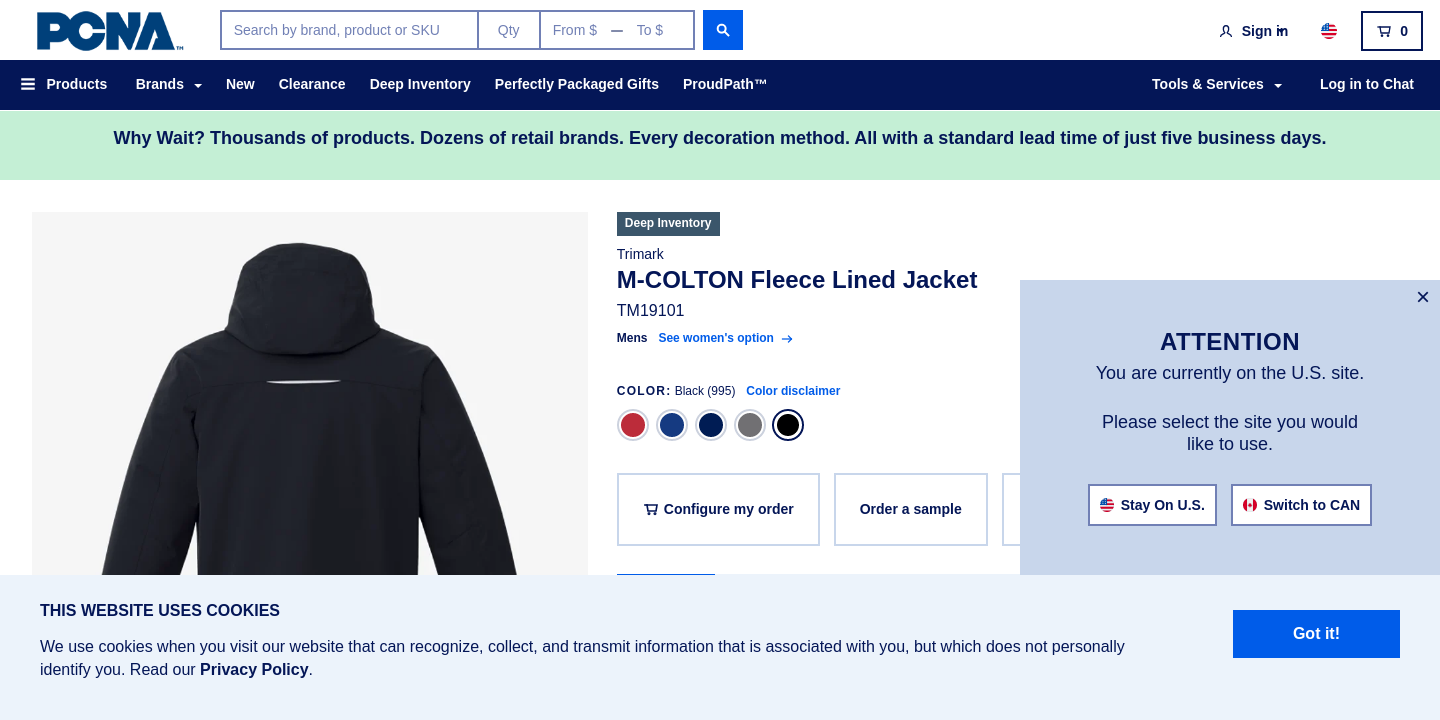 PCNA™
Search by brand, product or SKU
Qty
From $ — To $
Sign in
0
Products
Brands
New
Clearance
Deep Inventory
Perfectly Packaged Gifts
ProudPath™
Tools & Services
Log in to Chat
Why Wait? Thousands of products. Dozens of retail brands. Every decoration method. All with a standard lead time of just five business days.
Deep Inventory
Trimark
M-COLTON Fleece Lined Jacket
TM19101
Mens See women's option →
COLOR: Black (995) Color disclaimer
Configure my order
Order a sample
×
ATTENTION
You are currently on the U.S. site.
Please select the site you would
like to use.
Stay On U.S.
Switch to CAN
THIS WEBSITE USES COOKIES
We use cookies when you visit our website that can recognize, collect, and transmit information that is associated with you, but which does not personally
identify you. Read our Privacy Policy.
Got it!